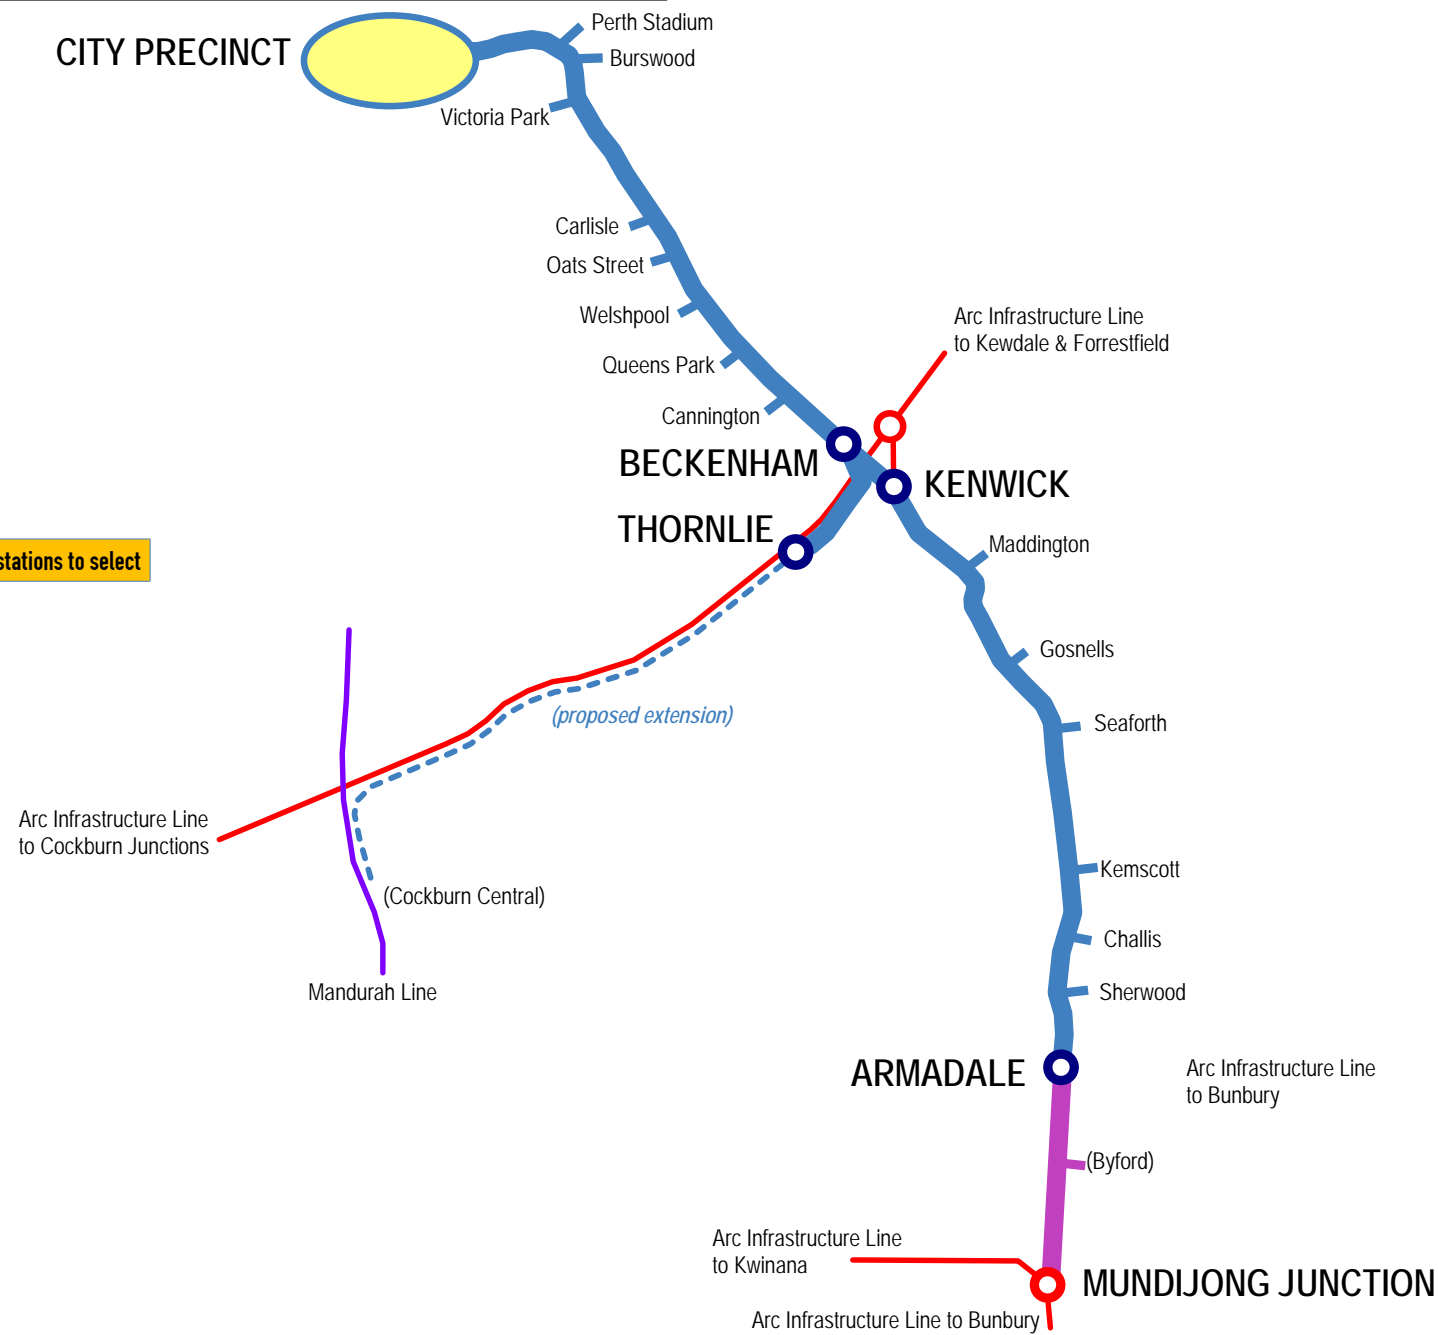 Perth Stadium
CITY PRECINCT
Burswood
Victoria Park
Carlisle
Oats Street
Welshpool
Arc Infrastructure Line
to Kewdale & Forrestfield
Queens Park
Cannington
BECKENHAM
KENWICK
THORNLIE
Maddington
stations to select
Gosnells
(proposed extension)
Seaforth
Arc Infrastructure Line
to Cockburn Junctions
Kemscott
(Cockburn Central)
Challis
Mandurah Line
Sherwood
ARMADALE
Arc Infrastructure Line
to Bunbury
(Byford)
Arc Infrastructure Line
to Kwinana
MUNDIJONG JUNCTION
Arc Infrastructure Line to Bunbury